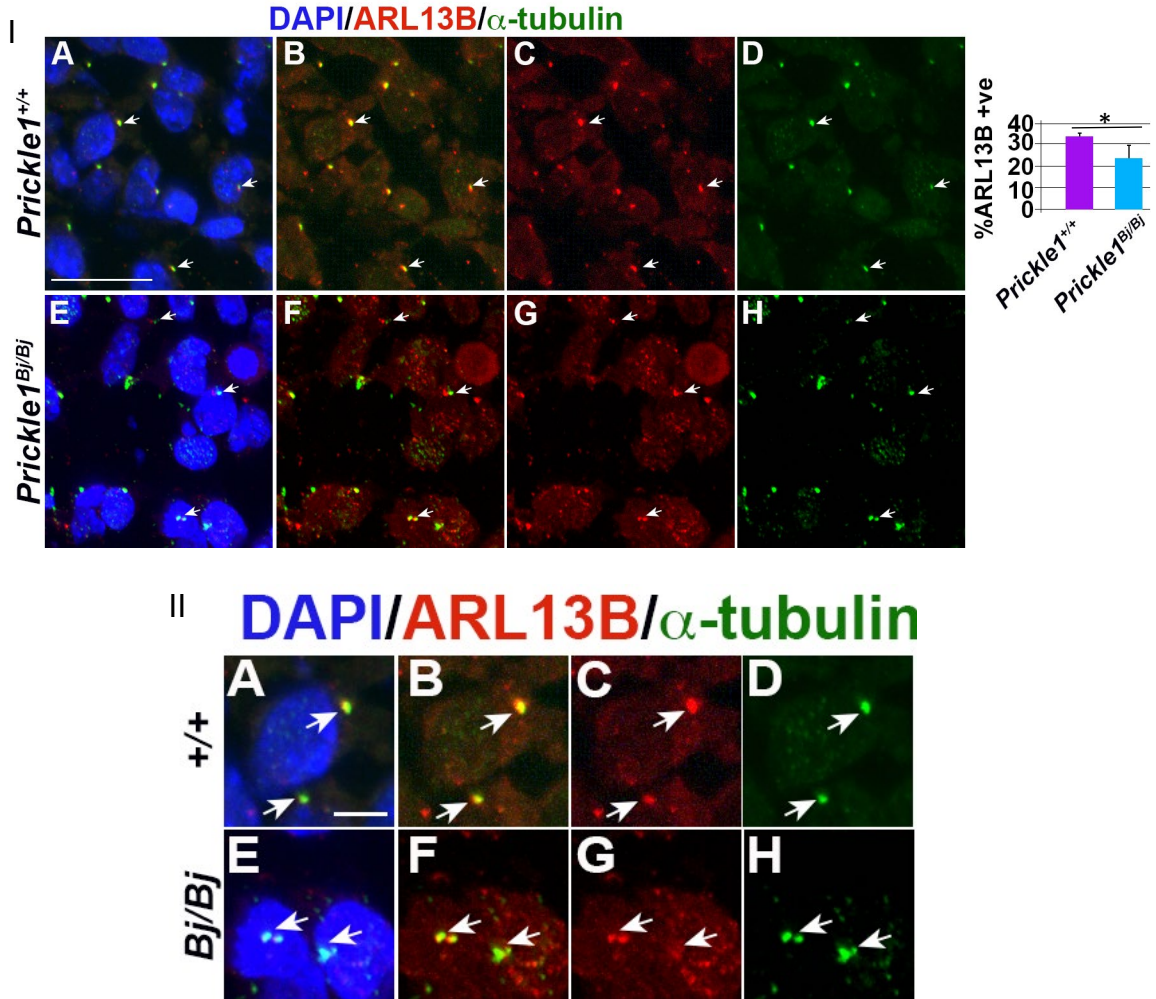 I
DAPI/ARL13B/α-tubulin
A B C D
Prickle1+/+
E F G H
Prickle1Bj/Bj
%ARL13B +ve
40
30
20
10
0
*
Prickle1+/+
Prickle1Bj/Bj
II
DAPI/ARL13B/α-tubulin
A B C D
+/+
E F G H
Bj/Bj